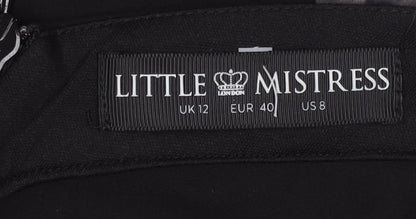 LITTLE MISTRESS
LONDON
UK 12 EUR 40 US 8